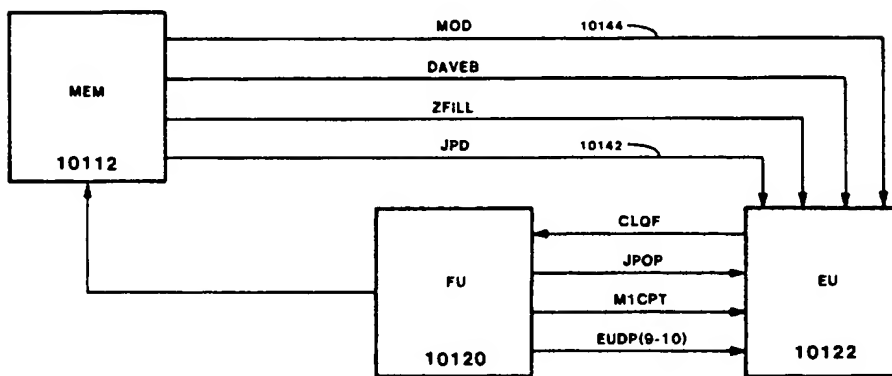 MOD 10144
DAVEB
MEM
ZFILL
10112 JPD 10142
CLQF
JPOP
FU EU
M1CPT
EUDP(9-10)
10120 10122